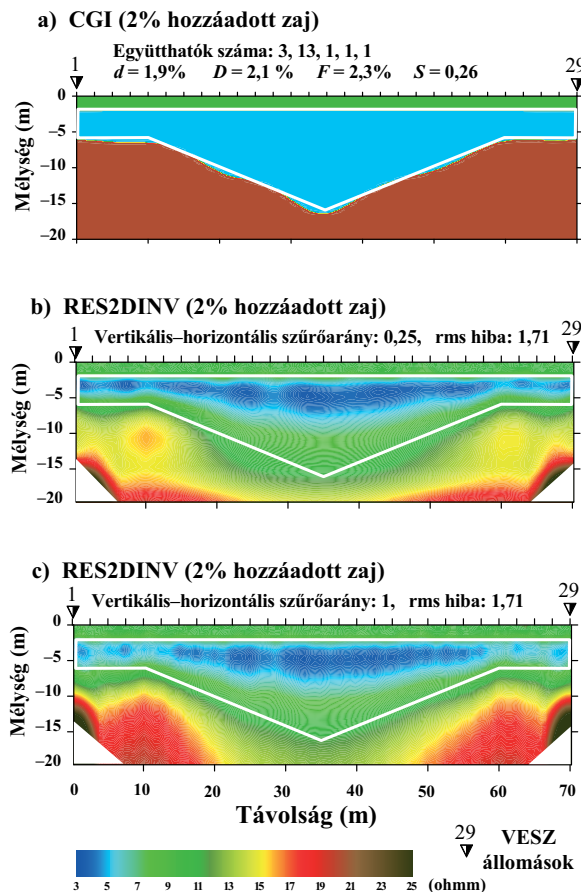 a) CGI (2% hozzáadott zaj)
Együtthatók száma: 3, 13, 1, 1, 1
d = 1,9% D = 2,1 % F = 2,3% S = 0,26
1
29
Mélység (m)
0
−5
−10
−15
−20
b) RES2DINV (2% hozzáadott zaj)
Vertikális–horizontális szűrőarány: 0,25, rms hiba: 1,71
1
29
Mélység (m)
0
−5
−10
−15
−20
c) RES2DINV (2% hozzáadott zaj)
Vertikális–horizontális szűrőarány: 1, rms hiba: 1,71
1
29
Mélység (m)
0
−5
−10
−15
−20
0 10 20 30 40 50 60 70
Távolság (m)
3 5 7 9 11 13 15 17 19 21 23 25 (ohmm)
29 VESZ
állomások